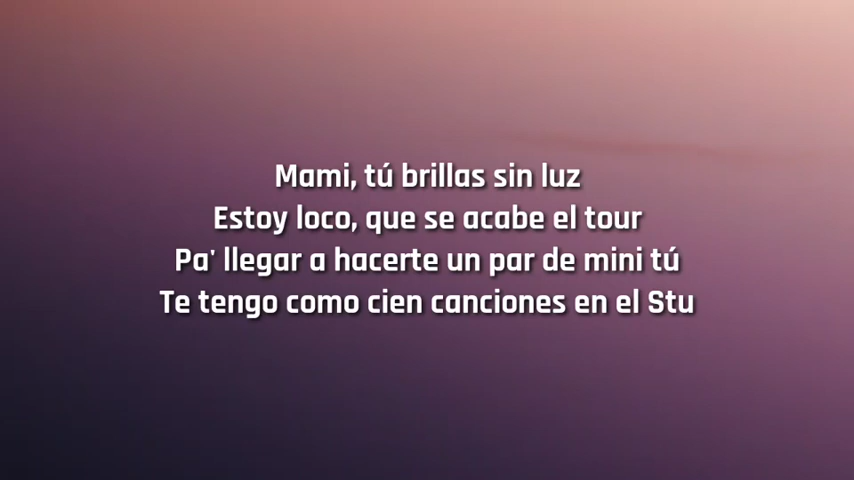 Mami, tú brillas sin luz
Estoy loco, que se acabe el tour
Pa' llegar a hacerte un par de mini tú
Te tengo como cien canciones en el Stu